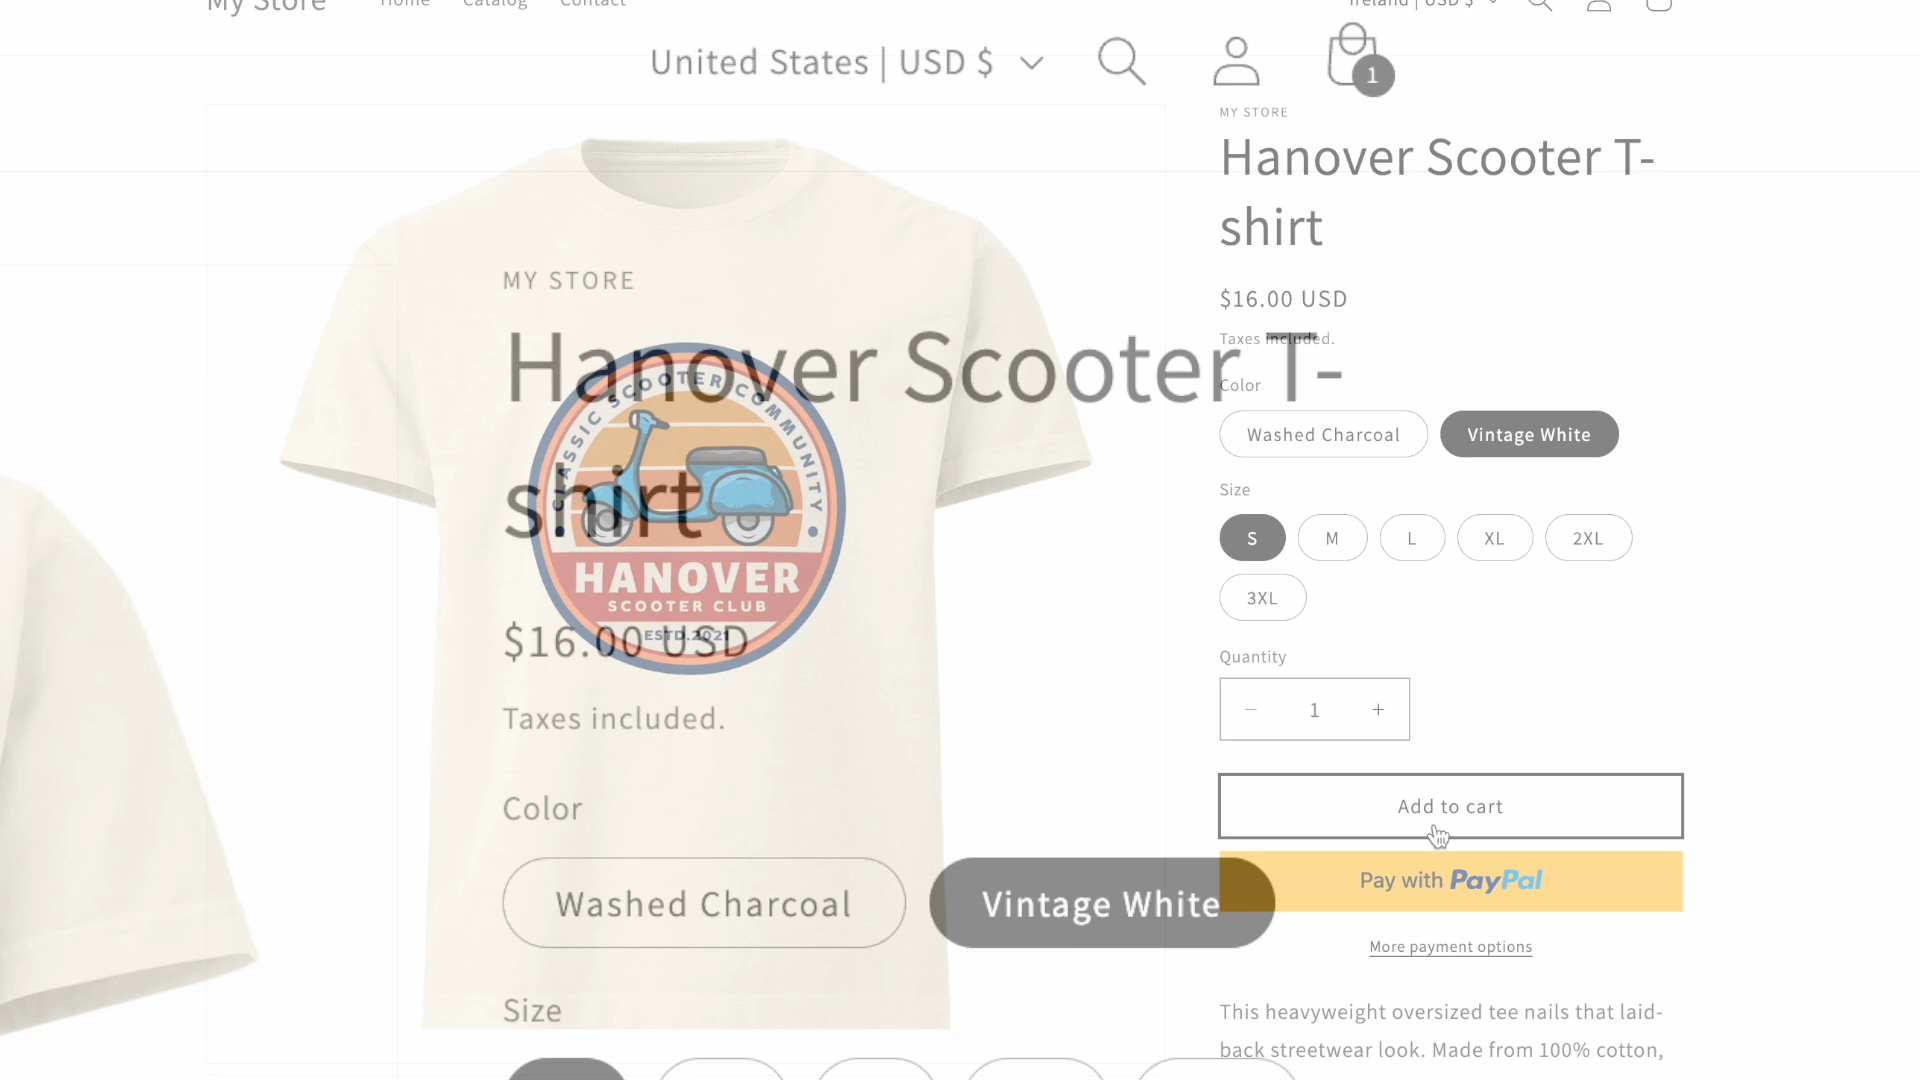 My Store Home Catalog Contact Ireland | USD $
United States | USD $ 1
MY STORE
Hanover Scooter T-
shirt
$16.00 USD
Taxes included.
Color
Washed Charcoal Vintage White
Size
S M L XL 2XL
3XL
Quantity
− 1 +
Add to cart
Pay with PayPal
More payment options
This heavyweight oversized tee nails that laid-
back streetwear look. Made from 100% cotton,
MY STORE
Hanover Scooter T-
shirt
$16.00 USD
Taxes included.
Color
Washed Charcoal Vintage White
Size
CLASSIC SCOOTER COMMUNITY
HANOVER
SCOOTER CLUB
ESTD.2021